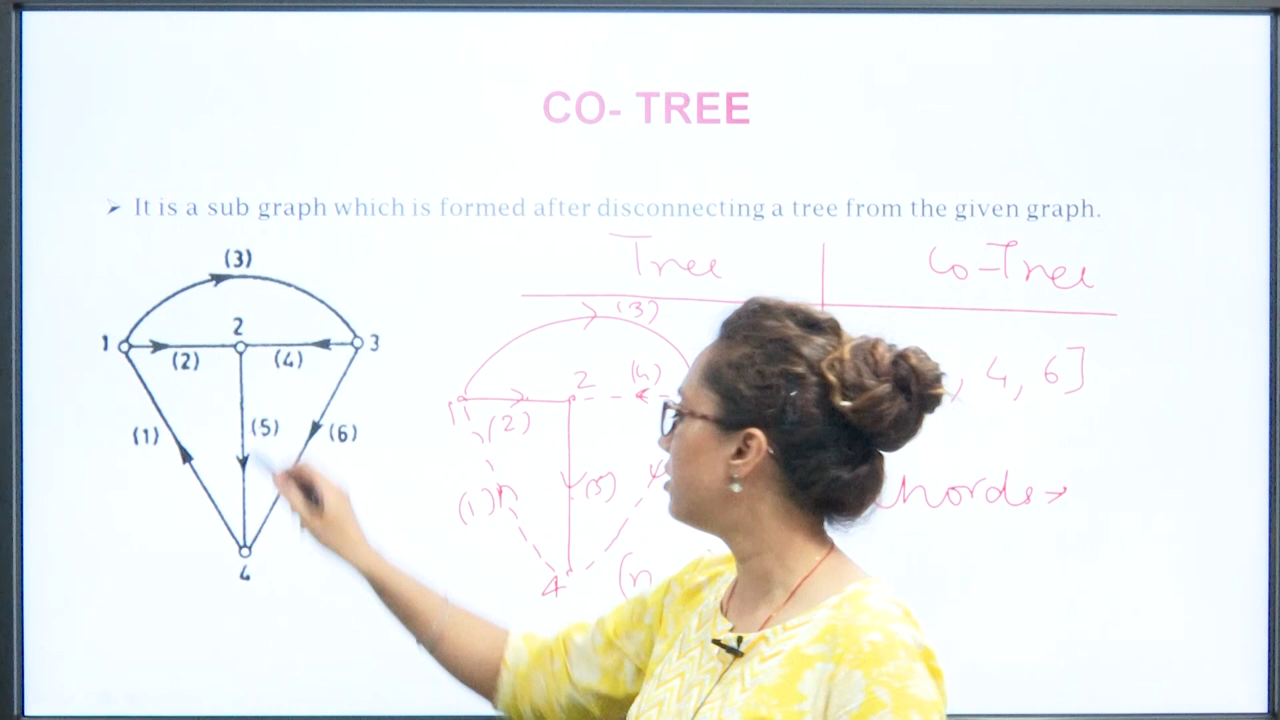 CO- TREE
➢ It is a sub graph which is formed after disconnecting a tree from the given graph.
Tree
Co-Tree
(3)
1
2
3
(2)
(4)
(1)
(5)
(6)
4
(3)
1
2
(4)
(2)
(1)
(5)
4
(n
, 4, 6]
hords→